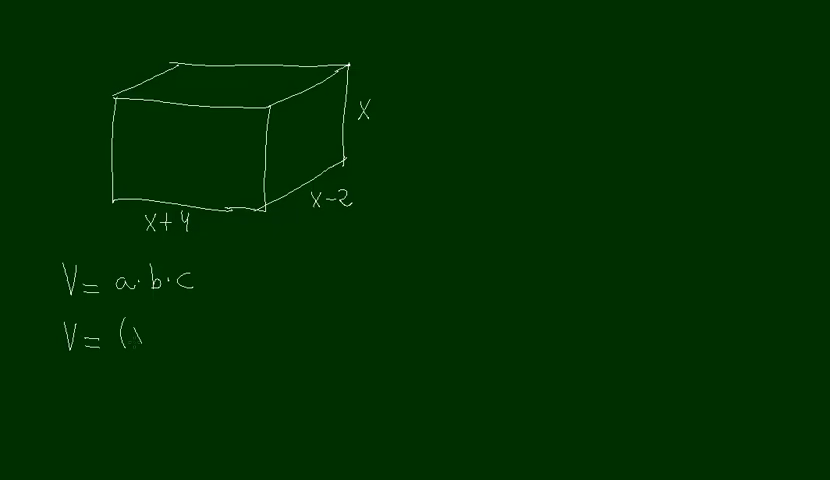 x
x-2
x+4
V= a·b·c
V= (